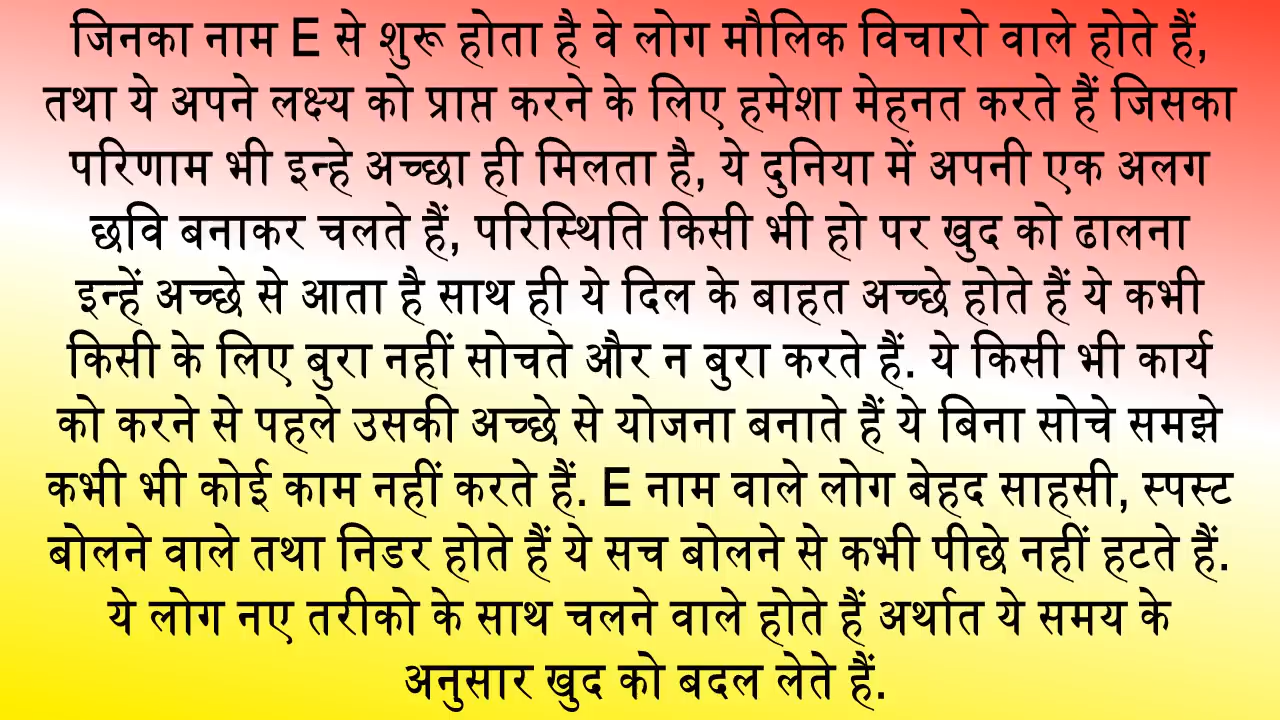 जिनका नाम E से शुरू होता है वे लोग मौलिक विचारो वाले होते हैं,
तथा ये अपने लक्ष्य को प्राप्त करने के लिए हमेशा मेहनत करते हैं जिसका
परिणाम भी इन्हे अच्छा ही मिलता है, ये दुनिया में अपनी एक अलग
छवि बनाकर चलते हैं, परिस्थिति किसी भी हो पर खुद को ढालना
इन्हें अच्छे से आता है साथ ही ये दिल के बाहत अच्छे होते हैं ये कभी
किसी के लिए बुरा नहीं सोचते और न बुरा करते हैं. ये किसी भी कार्य
को करने से पहले उसकी अच्छे से योजना बनाते हैं ये बिना सोचे समझे
कभी भी कोई काम नहीं करते हैं. E नाम वाले लोग बेहद साहसी, स्पस्ट
बोलने वाले तथा निडर होते हैं ये सच बोलने से कभी पीछे नहीं हटते हैं.
ये लोग नए तरीको के साथ चलने वाले होते हैं अर्थात ये समय के
अनुसार खुद को बदल लेते हैं.